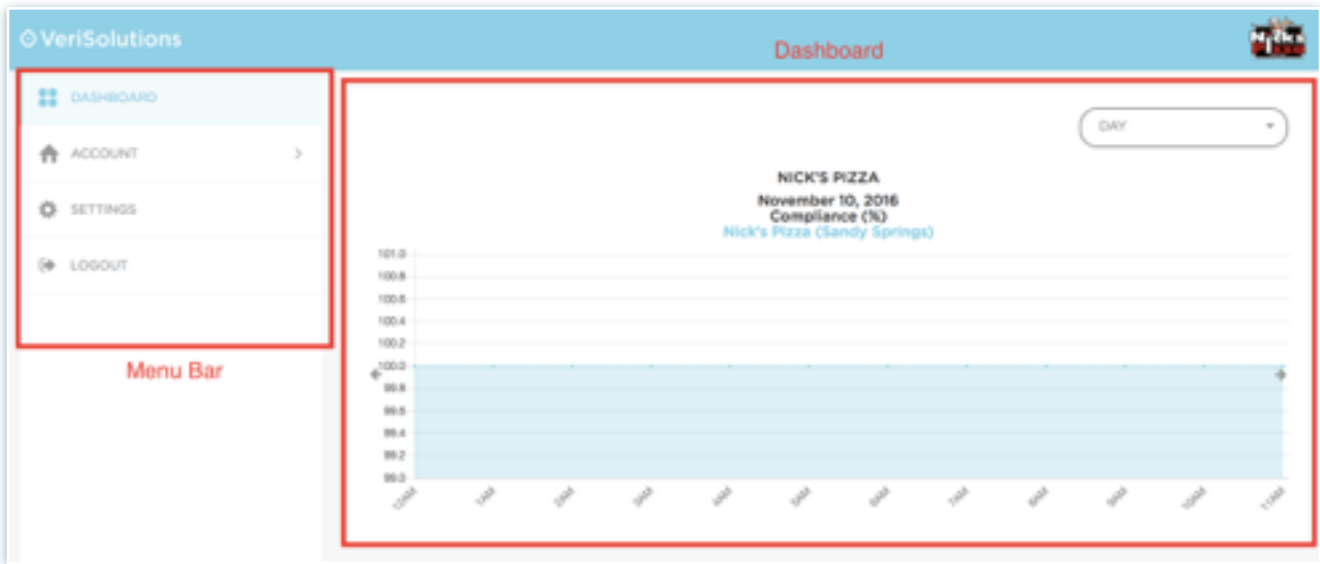 VeriSolutions
Dashboard
Nick's
Pizza
DASHBOARD
ACCOUNT
SETTINGS
LOGOUT
Menu Bar
DAY
NICK'S PIZZA
November 10, 2016
Compliance (%)
Nick's Pizza (Sandy Springs)
101.0
100.8
100.6
100.4
100.2
100.0
99.8
99.6
99.4
99.2
99.0
12AM 1AM 2AM 3AM 4AM 5AM 6AM 7AM 8AM 9AM 10AM 11AM